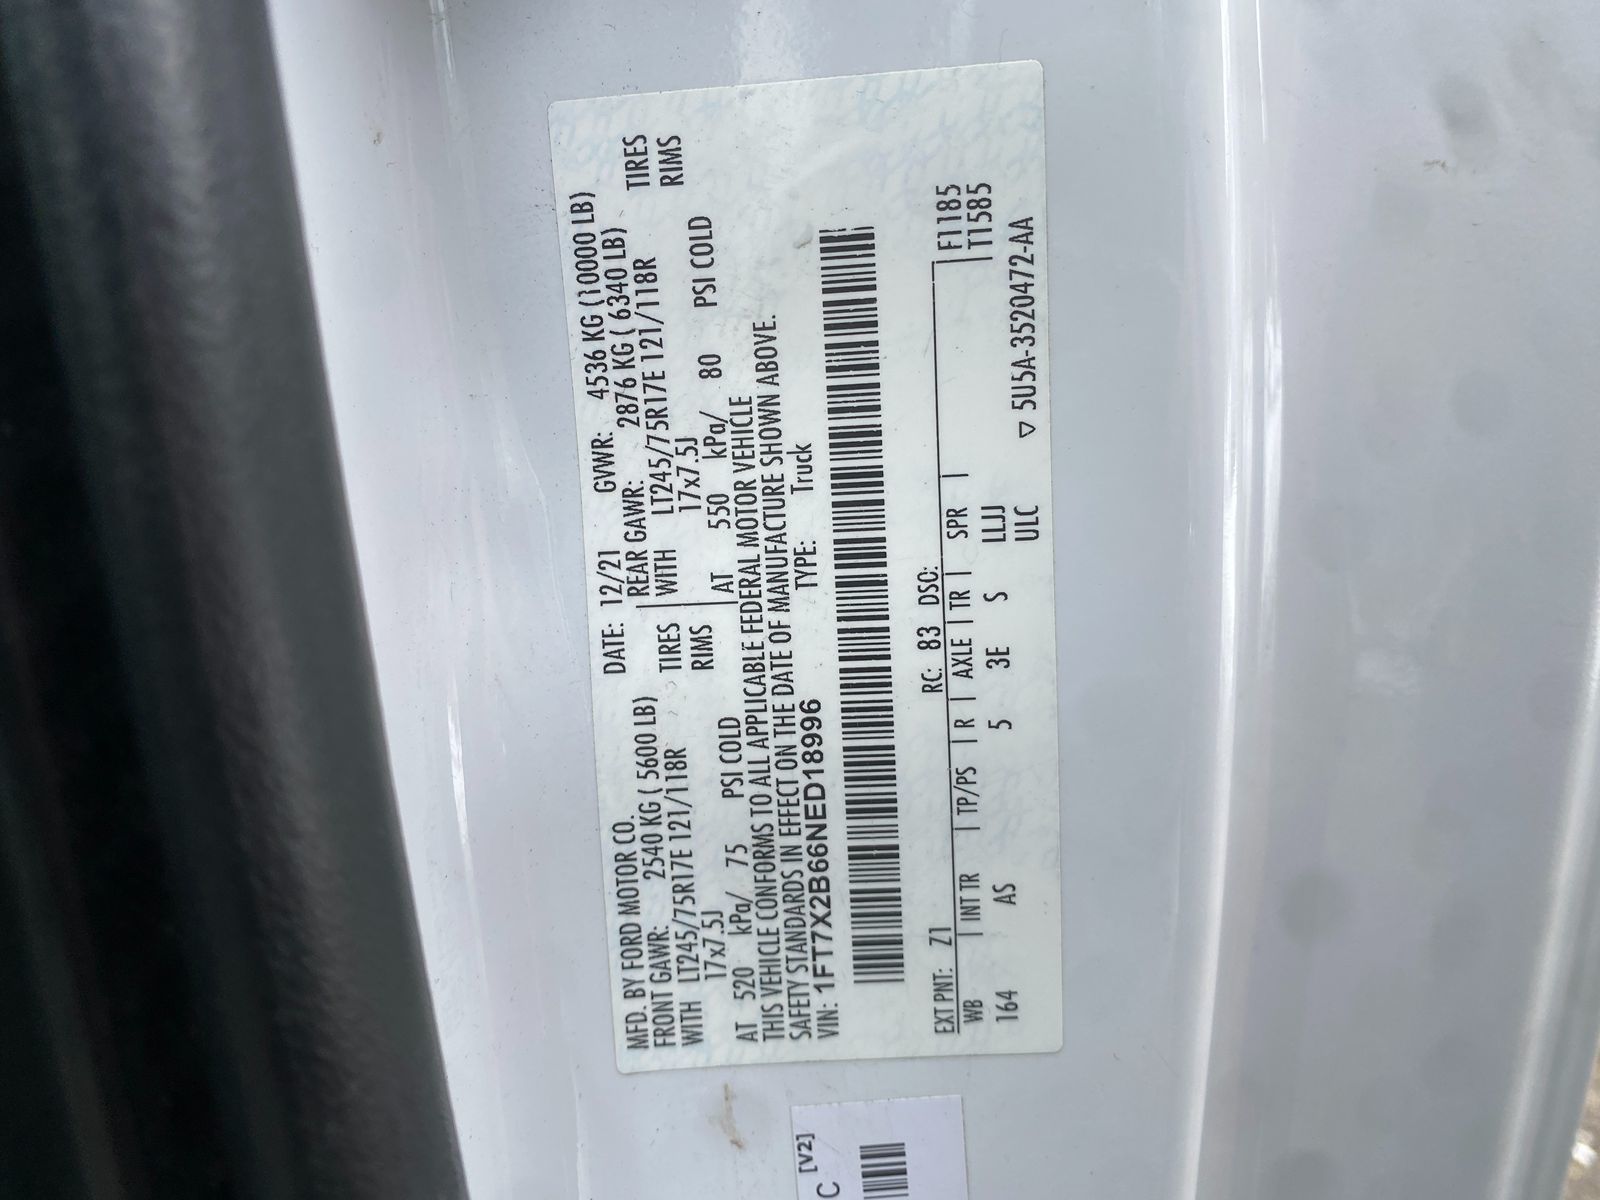 MFD. BY FORD MOTOR CO.
DATE: 12/21 GVWR: 4536 KG (10000 LB)
FRONT GAWR: 2540 KG ( 5600 LB) REAR GAWR: 2876 KG ( 6340 LB)
WITH LT245/75R17E 121/118R TIRES WITH LT245/75R17E 121/118R TIRES
17x7.5J RIMS 17x7.5J RIMS
AT 520 kPa/ 75 PSI COLD AT 550 kPa/ 80 PSI COLD
THIS VEHICLE CONFORMS TO ALL APPLICABLE FEDERAL MOTOR VEHICLE
SAFETY STANDARDS IN EFFECT ON THE DATE OF MANUFACTURE SHOWN ABOVE.
VIN: 1FT7X2B66NED18996 TYPE: Truck
EXT PNT: Z1 RC: 83 DSO:
WB INT TR TP/PS R AXLE TR SPR F1185
T1585
164 AS 5 3E S LLJJ
ULC ▽ 5U5A-3520472-AA
C [V2]